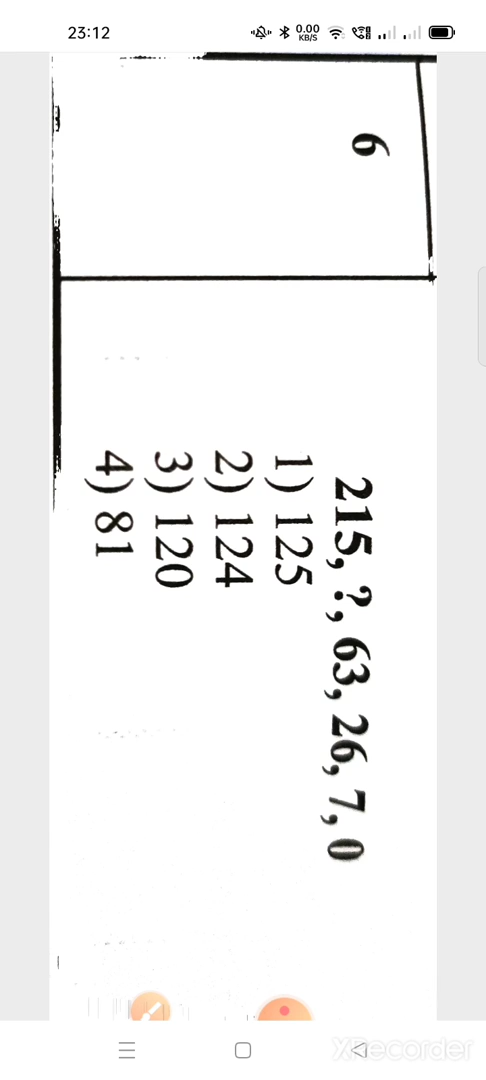 23:12
0.00
KB/S
6
215, ?, 63, 26, 7, 0
1) 125
2) 124
3) 120
4) 81
XRecorder